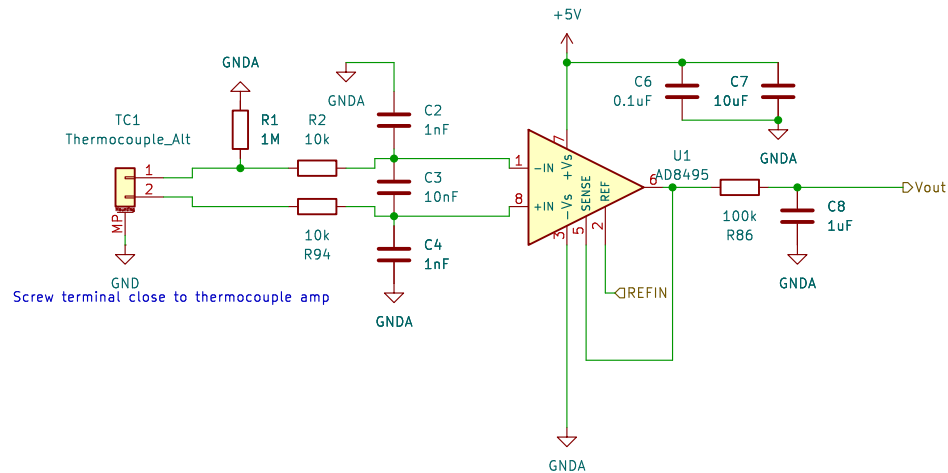 +5V
GNDA
TC1
Thermocouple_Alt
1
2
MP
GND
Screw terminal close to thermocouple amp
R1
1M
R2
10k
10k
R94
GNDA
C2
1nF
C3
10nF
C4
1nF
GNDA
1
8
-IN
+IN
7
+Vs
-Vs
3
SENSE
5
REF
2
6
U1
AD8495
REFIN
GNDA
C6
0.1uF
C7
10uF
GNDA
100k
R86
C8
1uF
GNDA
Vout